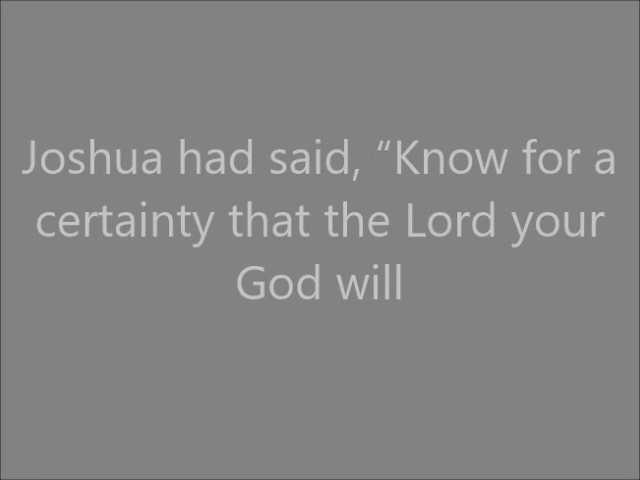 Joshua had said, “Know for a
certainty that the Lord your
God will